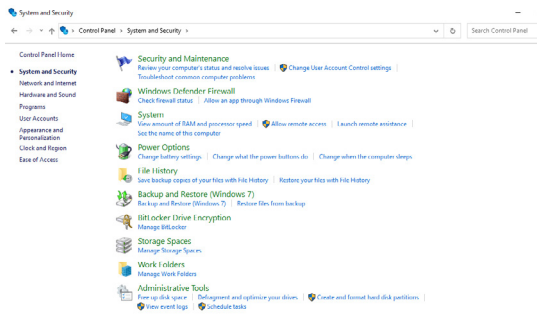 System and Security
Control Panel > System and Security >
Search Control Panel
Control Panel Home
System and Security
Network and Internet
Hardware and Sound
Programs
User Accounts
Appearance and
Personalization
Clock and Region
Ease of Access
Security and Maintenance
Review your computer's status and resolve issues | Change User Account Control settings |
Troubleshoot common computer problems
Windows Defender Firewall
Check firewall status | Allow an app through Windows Firewall
System
View amount of RAM and processor speed | Allow remote access | Launch remote assistance |
See the name of this computer
Power Options
Change battery settings | Change what the power buttons do | Change when the computer sleeps
File History
Save backup copies of your files with File History | Restore your files with File History
Backup and Restore (Windows 7)
Backup and Restore (Windows 7) | Restore files from backup
BitLocker Drive Encryption
Manage BitLocker
Storage Spaces
Manage Storage Spaces
Work Folders
Manage Work Folders
Administrative Tools
Free up disk space | Defragment and optimize your drives | Create and format hard disk partitions |
View event logs | Schedule tasks